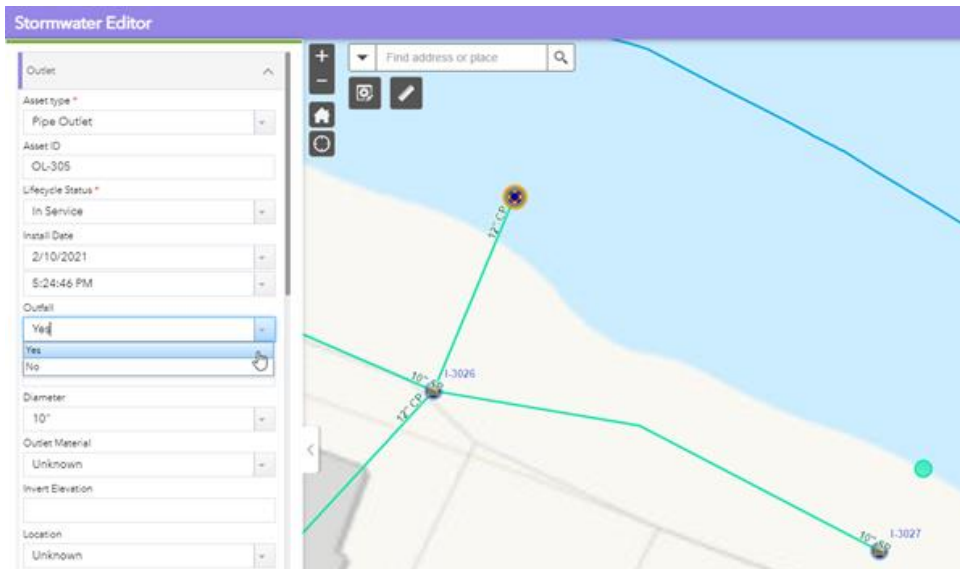 Stormwater Editor
Outlet
Asset type *
Pipe Outlet
Asset ID
OL-305
Lifecycle Status *
In Service
Install Date
2/10/2021
5:24:46 PM
Outfall
Yes
Yes
No
Diameter
10"
Outlet Material
Unknown
Invert Elevation
Location
Unknown
+
Find address or place
−
12" CP
10" SP
I-3026
12" CP
10" SP
I-3027